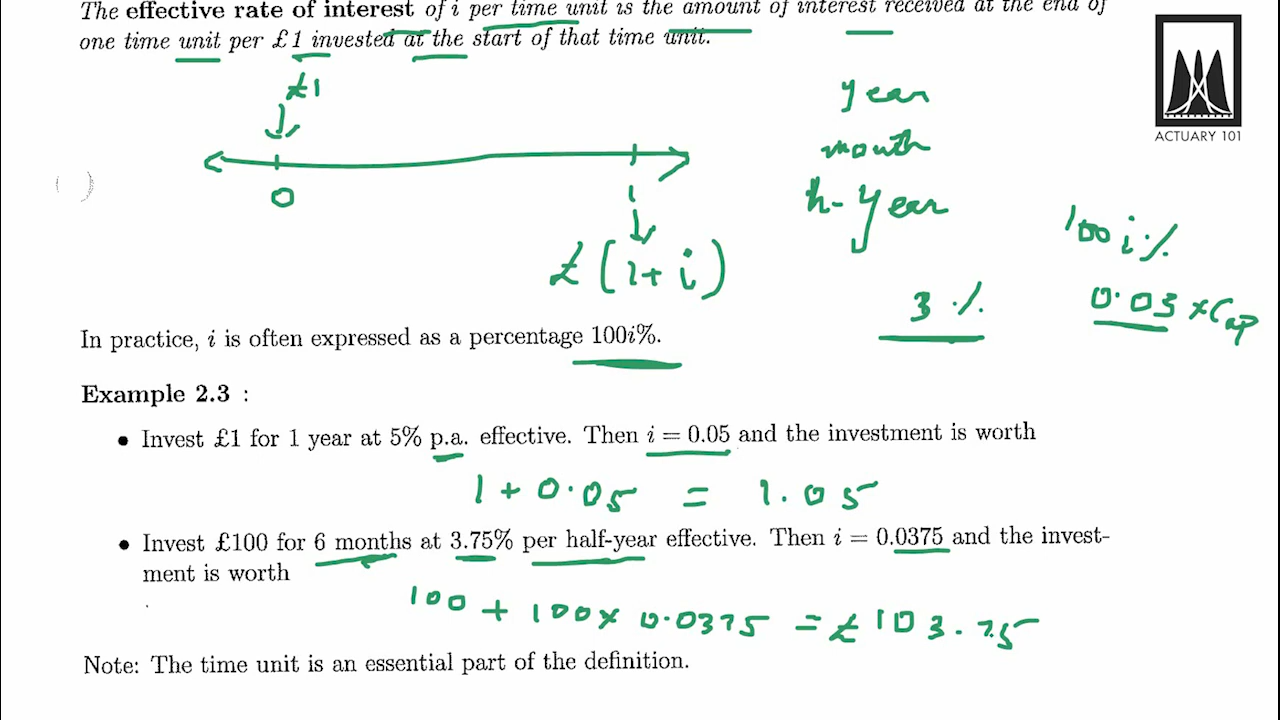 The effective rate of interest of i per time unit is the amount of interest received at the end of
one time unit per £1 invested at the start of that time unit.
£1
year
month
h-Year
ACTUARY 101
0
1
£(1+i)
100i%
3%
0.03 × Cap
In practice, i is often expressed as a percentage 100i%.
Example 2.3 :
• Invest £1 for 1 year at 5% p.a. effective. Then i = 0.05 and the investment is worth
1 + 0.05 = 1.05
• Invest £100 for 6 months at 3.75% per half-year effective. Then i = 0.0375 and the invest-
ment is worth
100 + 100× 0.0375 = £103.75
Note: The time unit is an essential part of the definition.